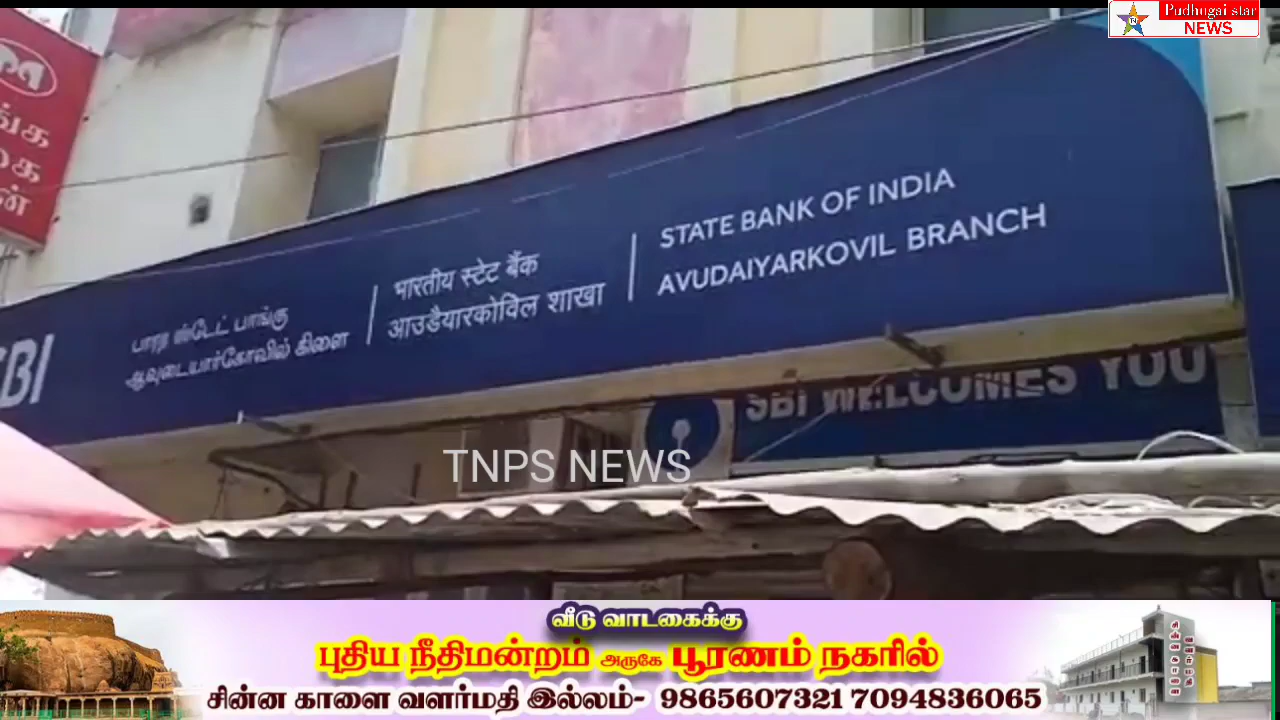 Pudhugai star
NEWS
ங்க
கை
ன்
பாரத ஸ்டேட் பாங்கு
ஆவுடையார்கோவில் கிளை
भारतीय स्टेट बैंक
आउडैयारकोविल शाखा
STATE BANK OF INDIA
AVUDAIYARKOVIL BRANCH
SBI
SBI WELCOMES YOU
TNPS NEWS
வீடு வாடகைக்கு
புதிய நீதிமன்றம் அருகே பூரணம் நகரில்
சின்ன காளை வளர்மதி இல்லம்- 9865607321 7094836065